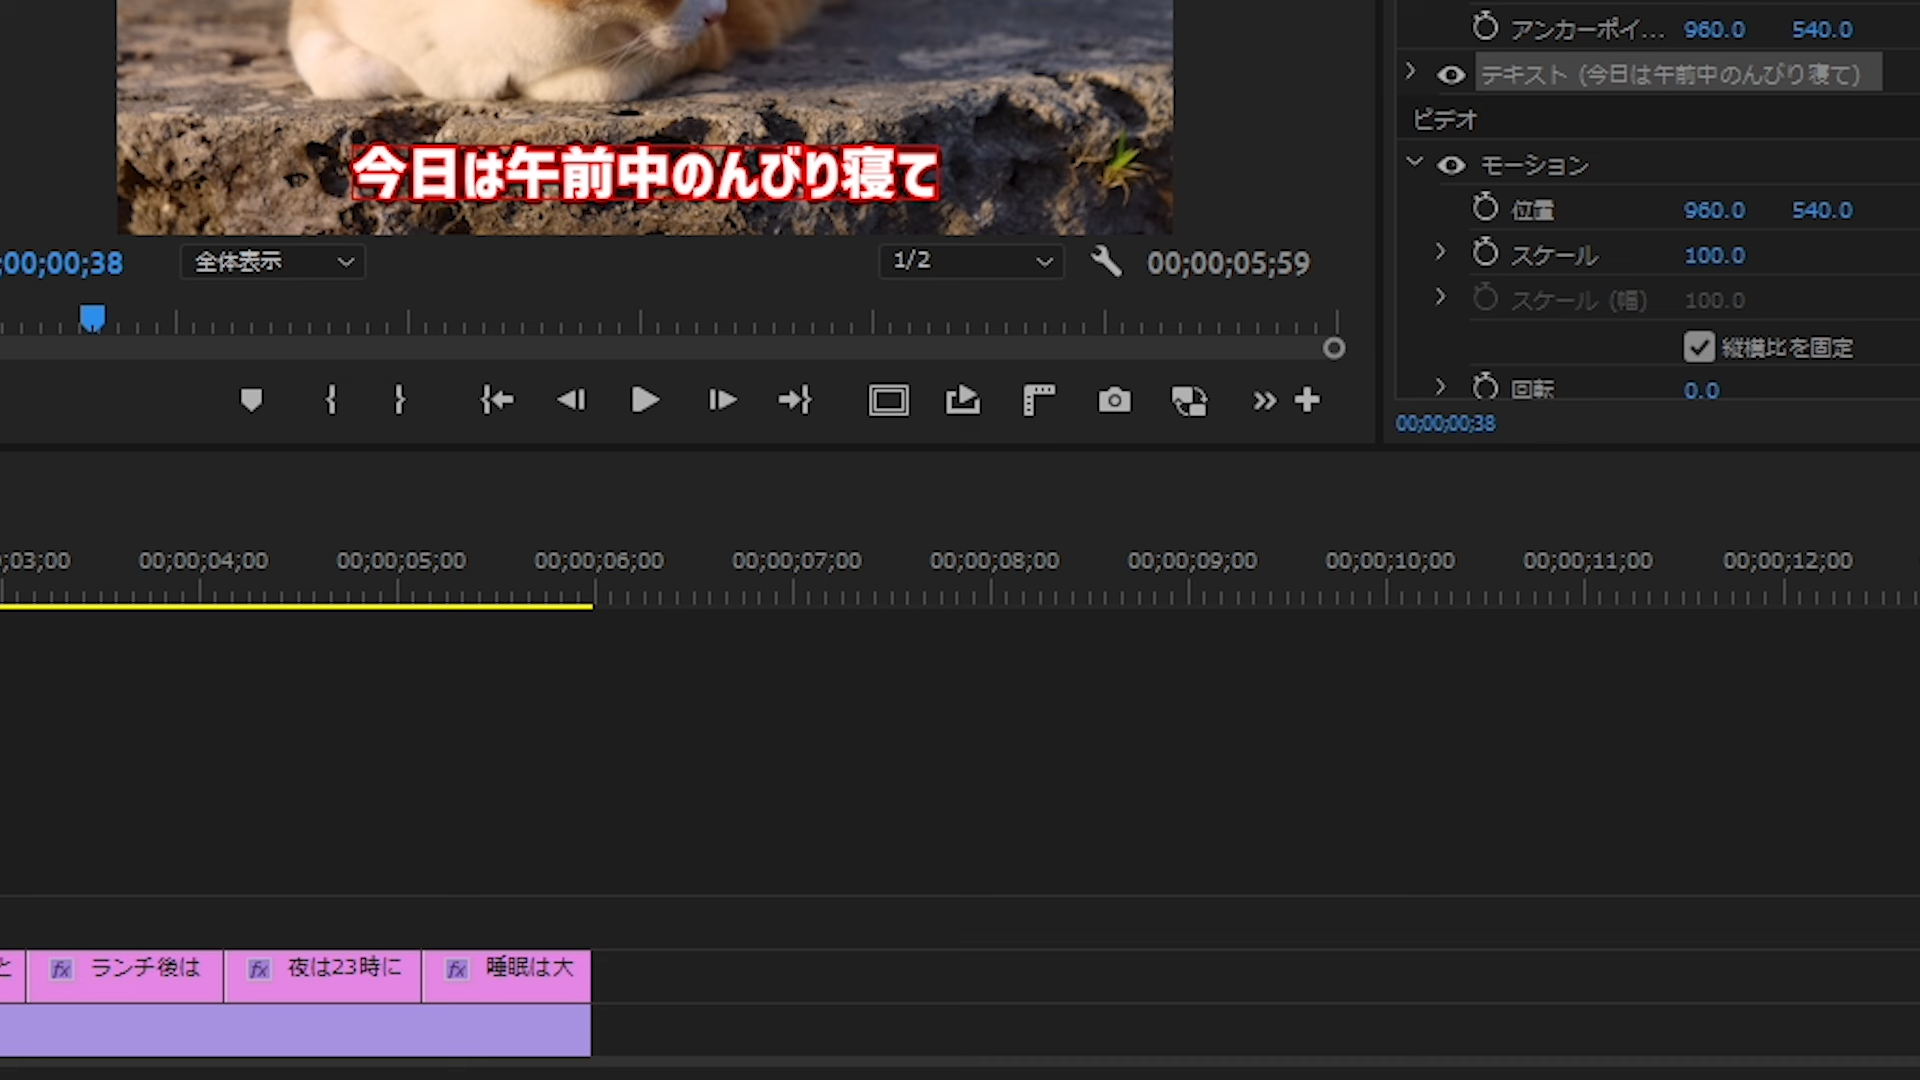 アンカーポイ... 960.0 540.0
テキスト (今日は午前中のんびり寝て)
ビデオ
モーション
位置 960.0 540.0
スケール 100.0
スケール (幅) 100.0
縦横比を固定
回転 0.0
00;00;00;38
今日は午前中のんびり寝て
;00;00;38 全体表示 1/2 00;00;05;59
;03;00 00;00;04;00 00;00;05;00 00;00;06;00 00;00;07;00 00;00;08;00 00;00;09;00 00;00;10;00 00;00;11;00 00;00;12;00
と fx ランチ後は fx 夜は23時に fx 睡眠は大